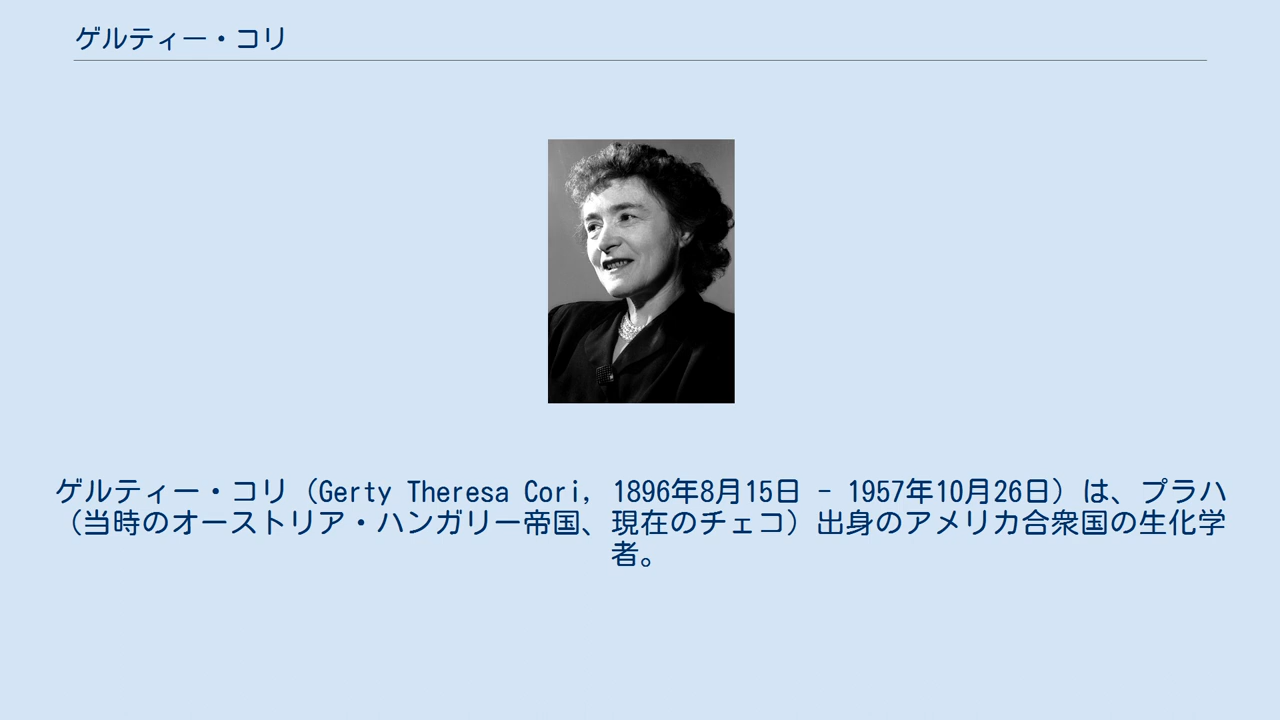 ゲルティー・コリ
ゲルティー・コリ（Gerty Theresa Cori, 1896年8月15日 - 1957年10月26日）は、プラハ
（当時のオーストリア・ハンガリー帝国、現在のチェコ）出身のアメリカ合衆国の生化学
者。